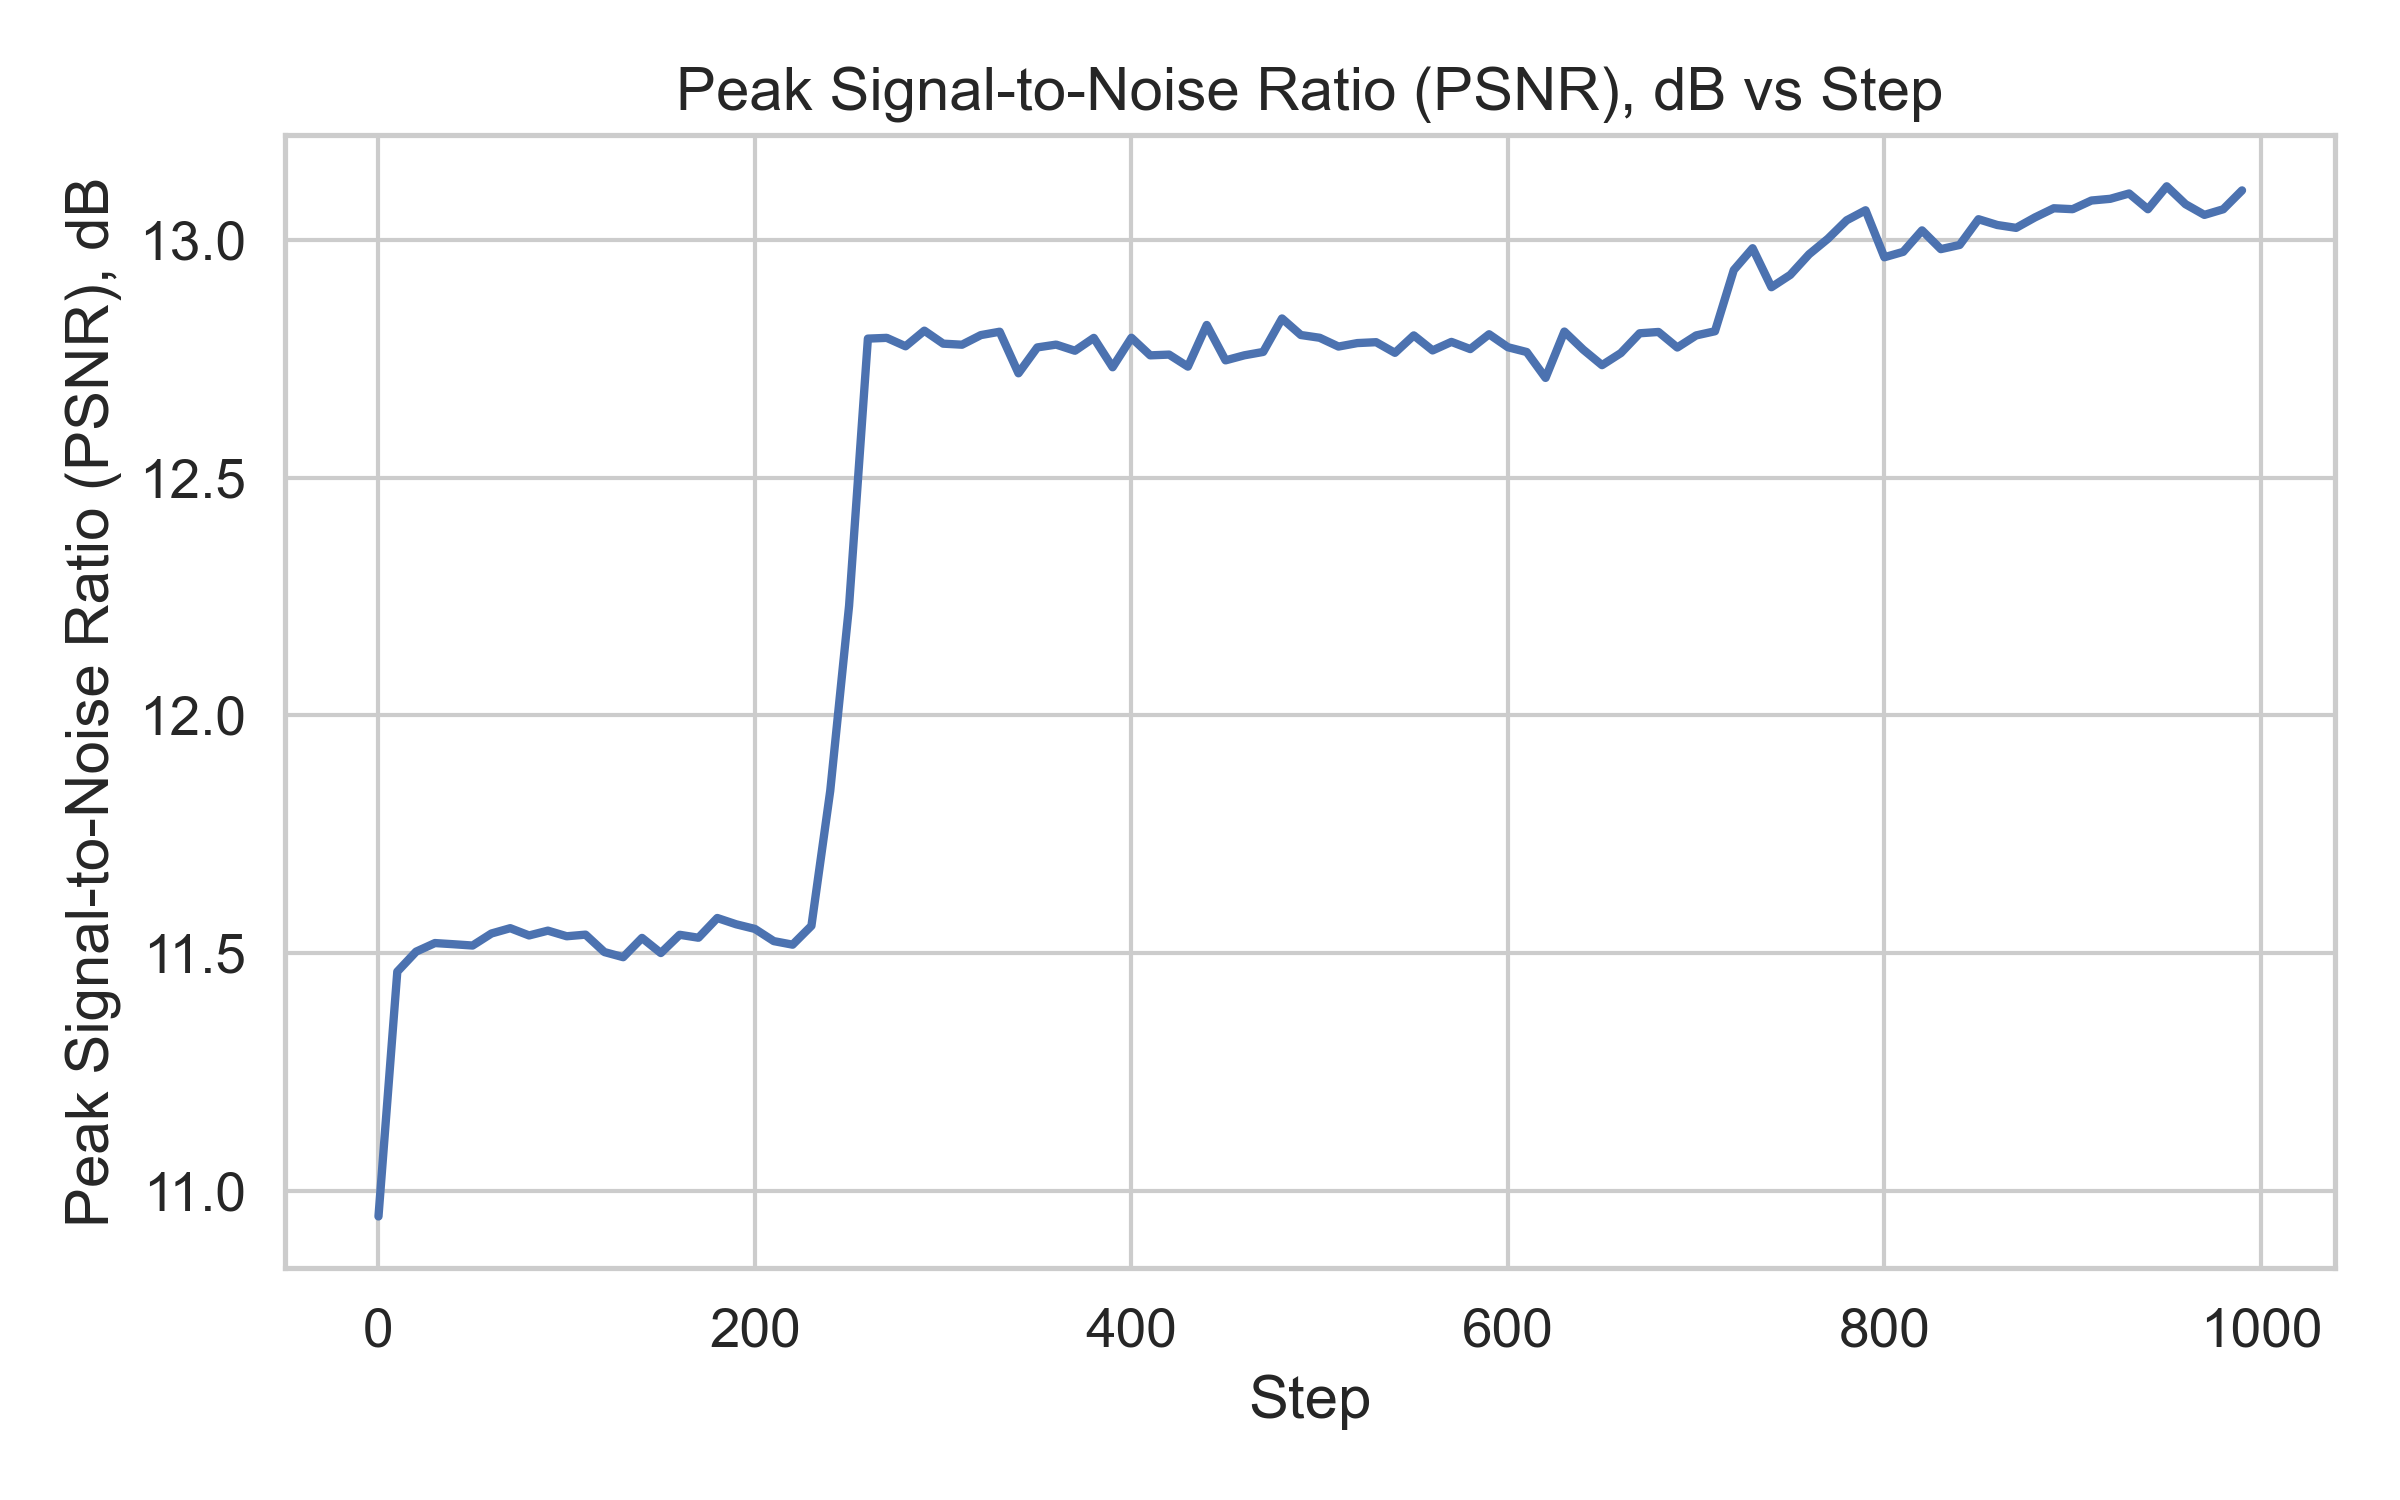 Peak Signal-to-Noise Ratio (PSNR), dB vs Step
Peak Signal-to-Noise Ratio (PSNR), dB
13.0
12.5
12.0
11.5
11.0
0 200 400 600 800 1000
Step